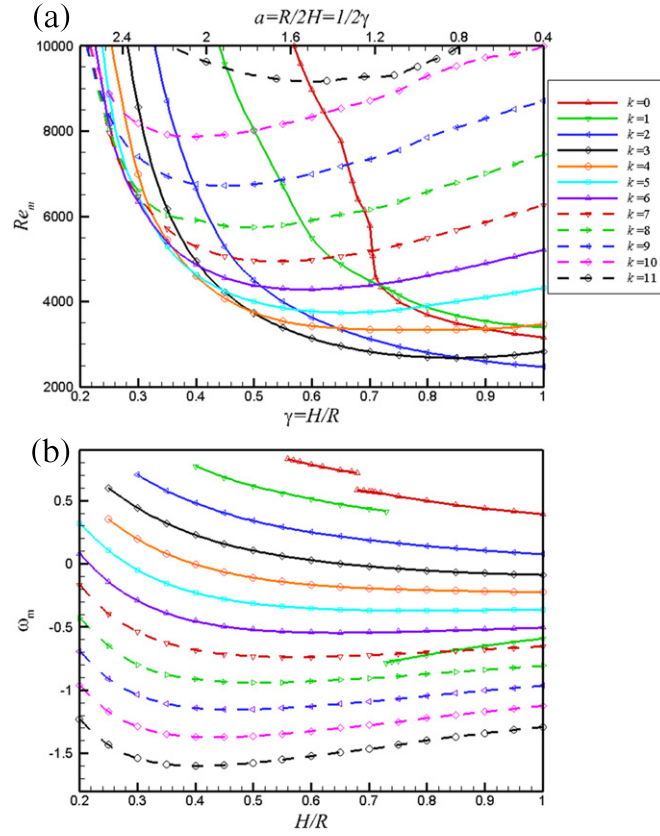 (a)
a=R/2H=1/2γ
2.4 2 1.6 1.2 0.8 0.4
10000
8000
6000
4000
2000
Re_m
0.2 0.3 0.4 0.5 0.6 0.7 0.8 0.9 1
γ=H/R
k=0
k=1
k=2
k=3
k=4
k=5
k=6
k=7
k=8
k=9
k=10
k=11
(b)
0.5
0
-0.5
-1
-1.5
ω_m
0.2 0.3 0.4 0.5 0.6 0.7 0.8 0.9 1
H/R